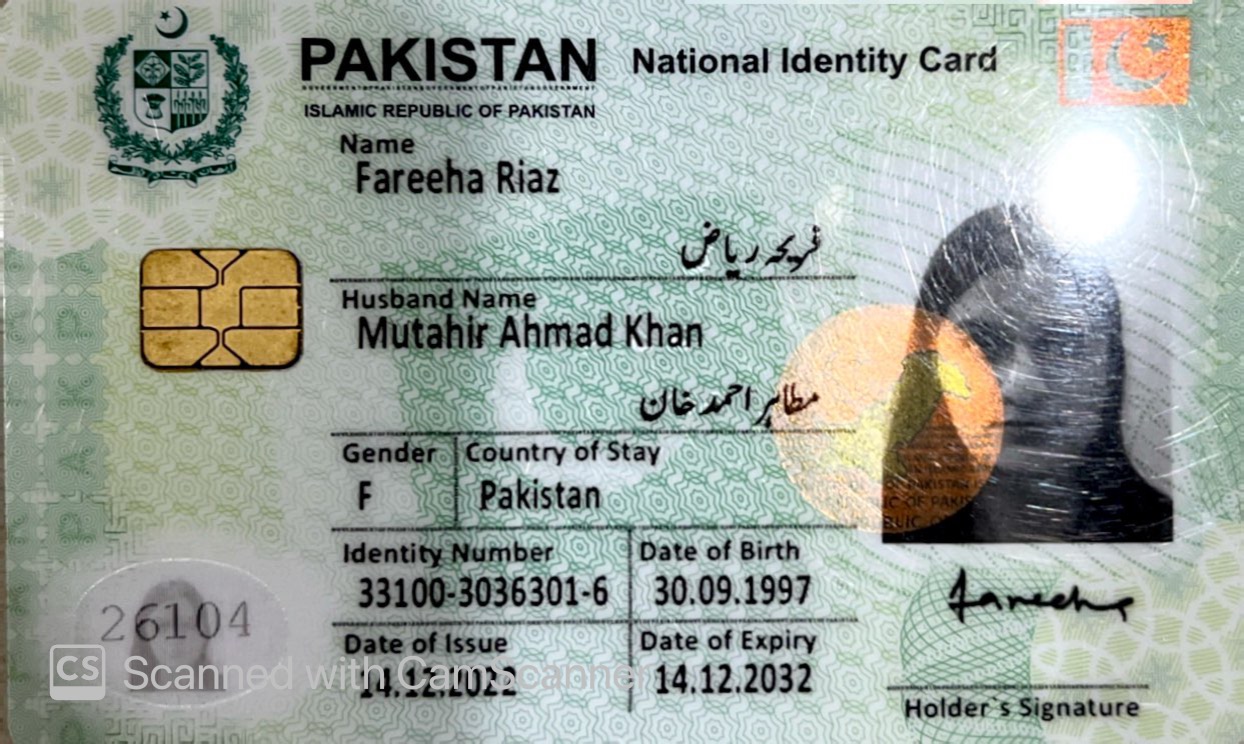 PAKISTAN National Identity Card
ISLAMIC REPUBLIC OF PAKISTAN
Name
Fareeha Riaz
فریحہ ریاض
Husband Name
Mutahir Ahmad Khan
مطاہر احمد خان
Gender Country of Stay
F Pakistan
Identity Number Date of Birth
33100-3036301-6 30.09.1997
Date of Issue Date of Expiry
14.12.2022 14.12.2032
26104
Fareeha
Holder`s Signature
CS Scanned with CamScanner